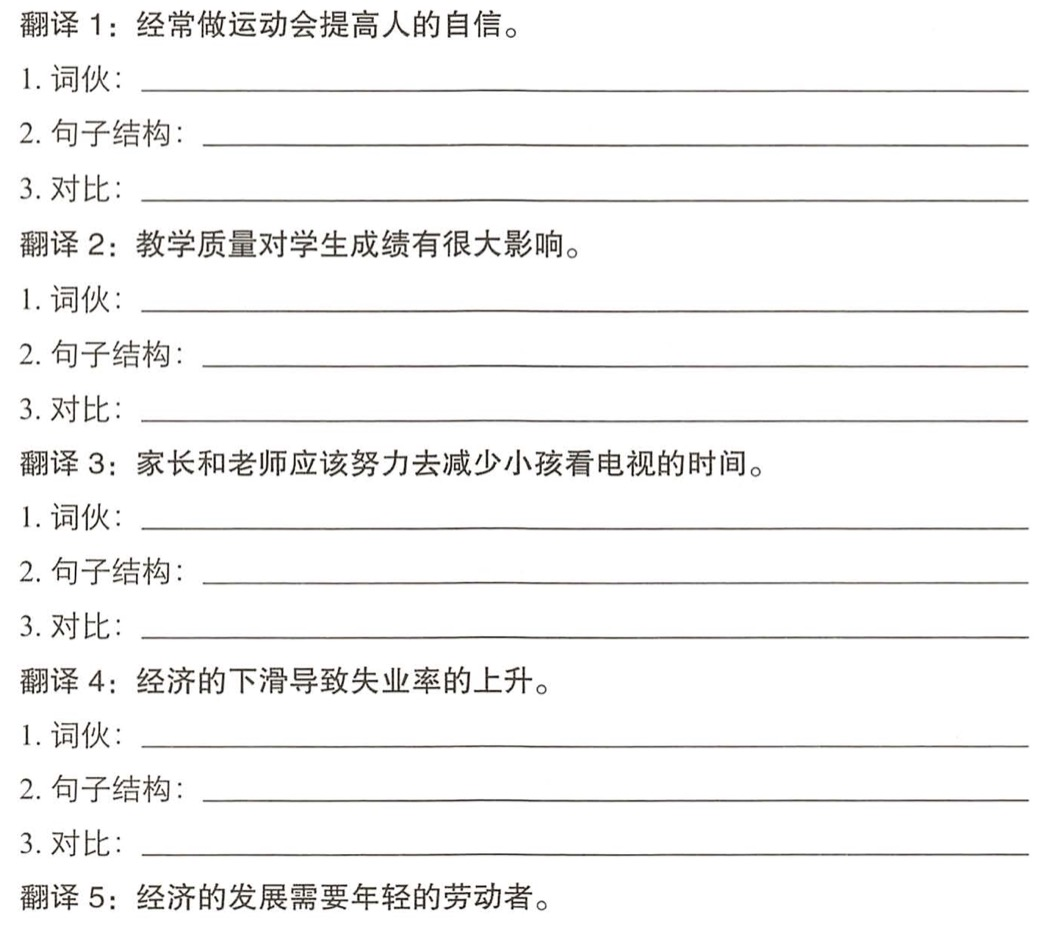 翻译 1：经常做运动会提高人的自信。
1. 词伙：
2. 句子结构：
3. 对比：
翻译 2：教学质量对学生成绩有很大影响。
1. 词伙：
2. 句子结构：
3. 对比：
翻译 3：家长和老师应该努力去减少小孩看电视的时间。
1. 词伙：
2. 句子结构：
3. 对比：
翻译 4：经济的下滑导致失业率的上升。
1. 词伙：
2. 句子结构：
3. 对比：
翻译 5：经济的发展需要年轻的劳动者。